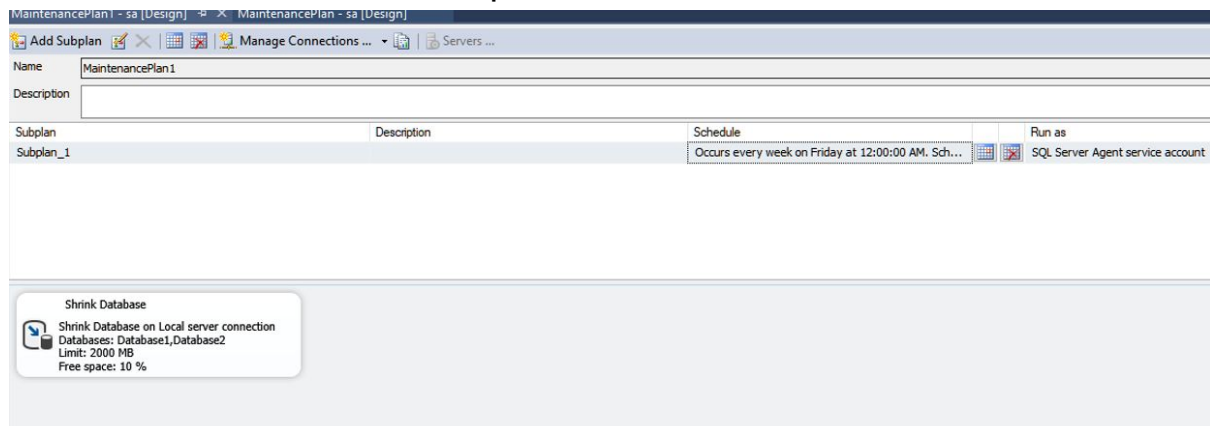 MaintenancePlan1 - sa [Design] MaintenancePlan - sa [Design]
Add Subplan Manage Connections ... Servers ...
Name MaintenancePlan1
Description
Subplan Description Schedule Run as
Subplan_1 Occurs every week on Friday at 12:00:00 AM. Sch... SQL Server Agent service account
Shrink Database
Shrink Database on Local server connection
Databases: Database1,Database2
Limit: 2000 MB
Free space: 10 %